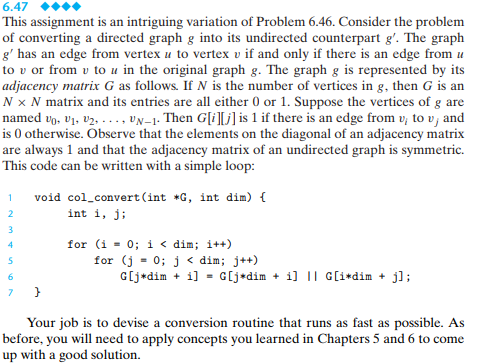 6.47 ◆◆◆◆
This assignment is an intriguing variation of Problem 6.46. Consider the problem
of converting a directed graph g into its undirected counterpart g′. The graph
g′ has an edge from vertex u to vertex v if and only if there is an edge from u
to v or from v to u in the original graph g. The graph g is represented by its
adjacency matrix G as follows. If N is the number of vertices in g, then G is an
N × N matrix and its entries are all either 0 or 1. Suppose the vertices of g are
named v₀, v₁, v₂, . . . , vN−1. Then G[i][j] is 1 if there is an edge from vᵢ to vⱼ and
is 0 otherwise. Observe that the elements on the diagonal of an adjacency matrix
are always 1 and that the adjacency matrix of an undirected graph is symmetric.
This code can be written with a simple loop:
1 void col_convert(int *G, int dim) {
2 int i, j;
3
4 for (i = 0; i < dim; i++)
5 for (j = 0; j < dim; j++)
6 G[j*dim + i] = G[j*dim + i] || G[i*dim + j];
7 }
Your job is to devise a conversion routine that runs as fast as possible. As
before, you will need to apply concepts you learned in Chapters 5 and 6 to come
up with a good solution.